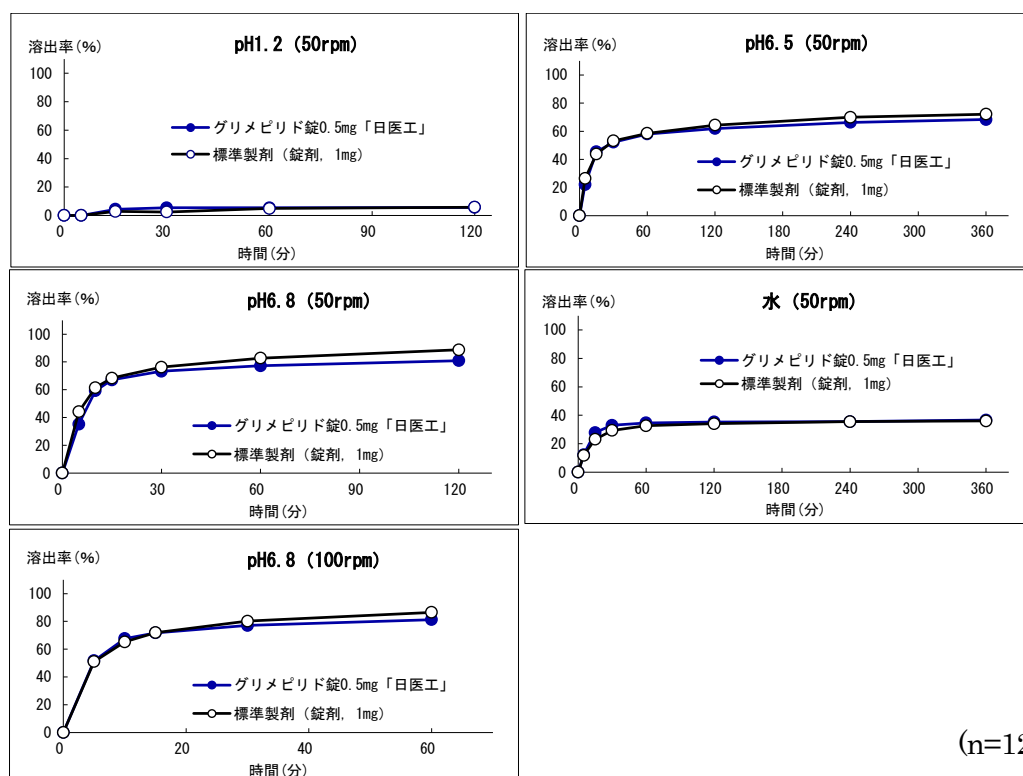 溶出率(%)
pH1.2 (50rpm)
100
80
60
40
20
0
グリメピリド錠0.5mg「日医工」
標準製剤(錠剤, 1mg)
0 30 60 90 120
時間(分)
溶出率(%)
pH6.5 (50rpm)
100
80
60
40
20
0
グリメピリド錠0.5mg「日医工」
標準製剤(錠剤, 1mg)
0 60 120 180 240 300 360
時間(分)
溶出率(%)
pH6.8 (50rpm)
100
80
60
40
20
0
グリメピリド錠0.5mg「日医工」
標準製剤(錠剤, 1mg)
0 30 60 90 120
時間(分)
溶出率(%)
水 (50rpm)
100
80
60
40
20
0
グリメピリド錠0.5mg「日医工」
標準製剤(錠剤, 1mg)
0 60 120 180 240 300 360
時間(分)
溶出率(%)
pH6.8 (100rpm)
100
80
60
40
20
0
グリメピリド錠0.5mg「日医工」
標準製剤(錠剤, 1mg)
0 20 40 60
時間(分)
(n=12